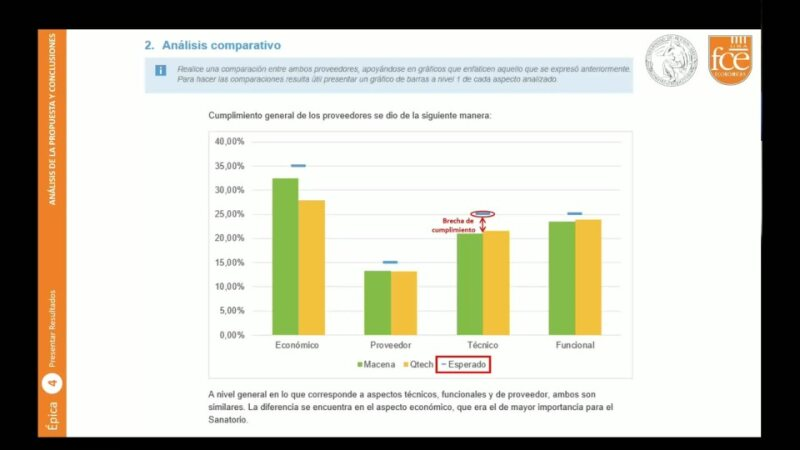 2. Análisis comparativo
Realice una comparación entre ambos proveedores, apoyándose en gráficos que enfaticen aquello que se expresó anteriormente.
Para hacer las comparaciones resulta útil presentar un gráfico de barras a nivel 1 de cada aspecto analizado.
i
UBA
fce
ECONÓMICAS
ANÁLISIS DE LA PROPUESTA Y CONCLUSIONES
Presentar Resultados
4
Épica
Cumplimiento general de los proveedores se dio de la siguiente manera:
40,00%
35,00%
30,00%
25,00%
20,00%
15,00%
10,00%
5,00%
0,00%
Brecha de
cumplimiento
Económico Proveedor Técnico Funcional
Macena Qtech Esperado
A nivel general en lo que corresponde a aspectos técnicos, funcionales y de proveedor, ambos son
similares. La diferencia se encuentra en el aspecto económico, que era el de mayor importancia para el
Sanatorio.